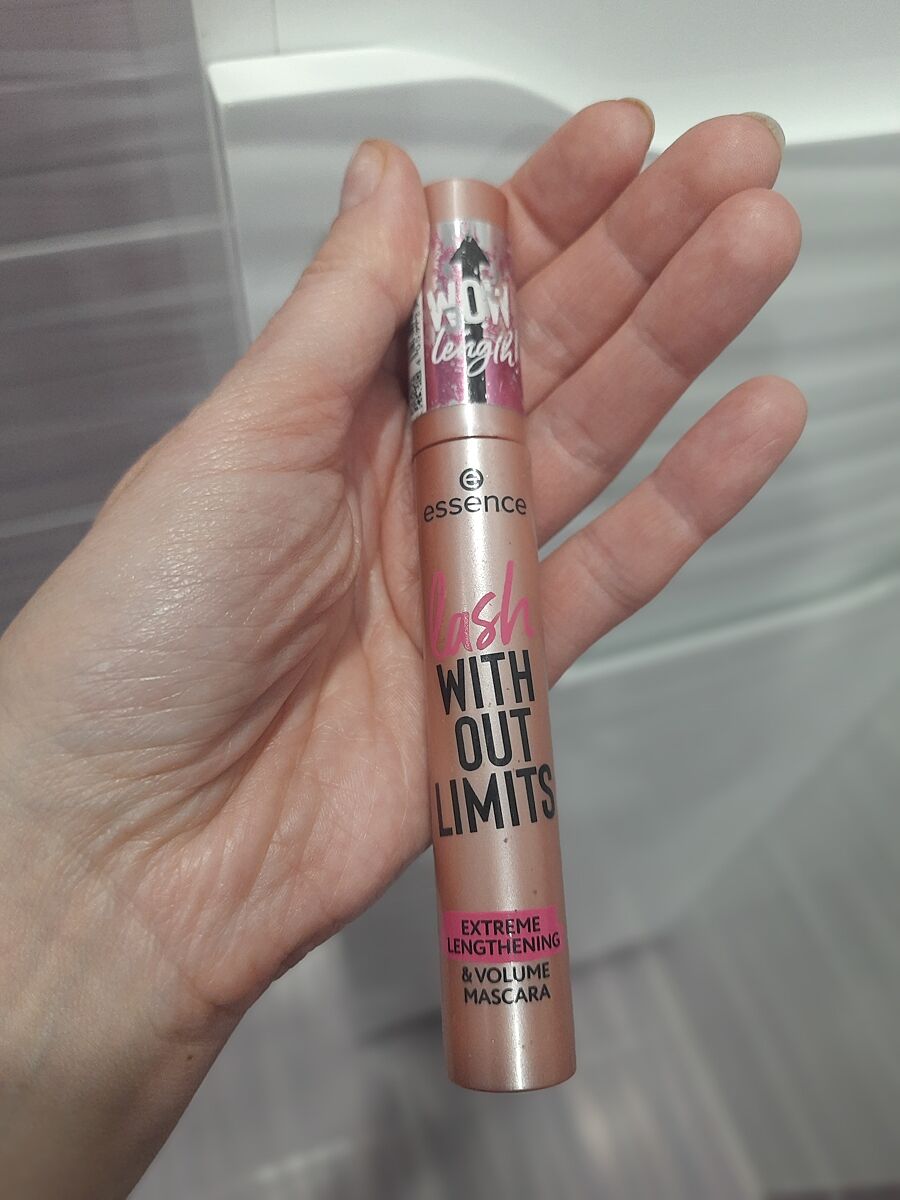 WOW
length!
essence
lash
WITH
OUT
LIMITS
EXTREME
LENGTHENING
& VOLUME
MASCARA